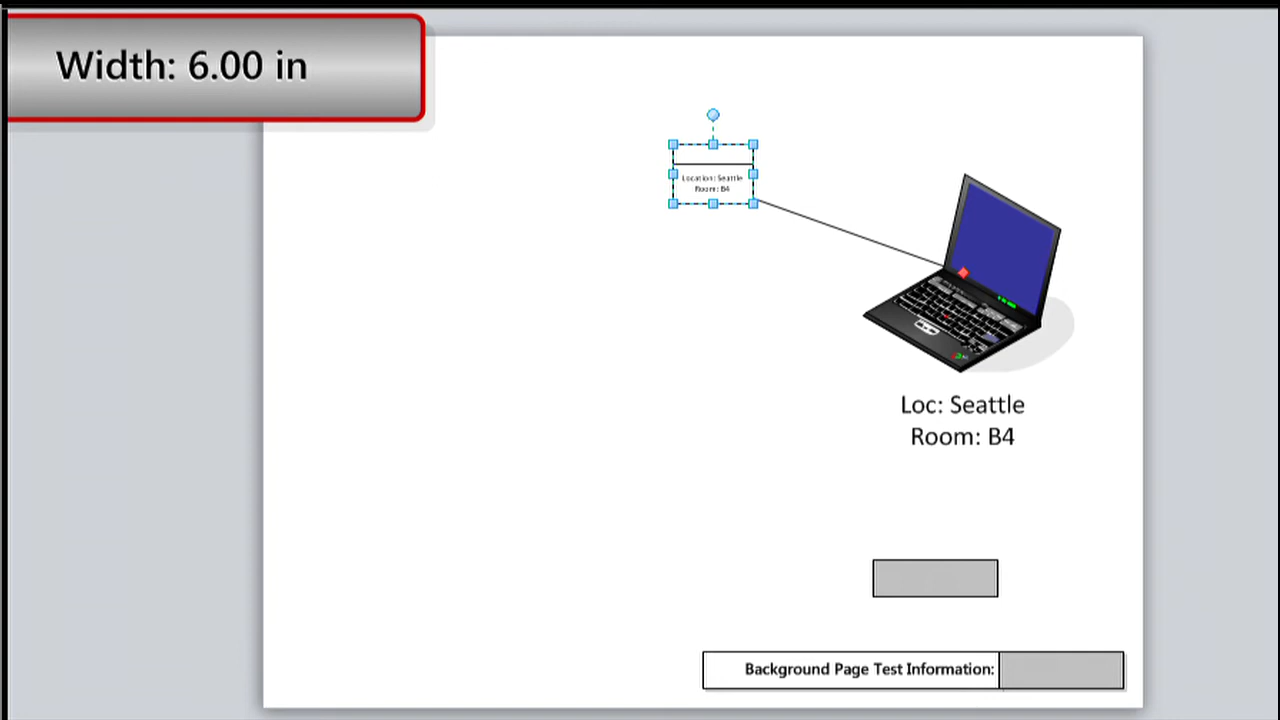 Width: 6.00 in
Location: Seattle
Room: B4
Loc: Seattle
Room: B4
Background Page Test Information: